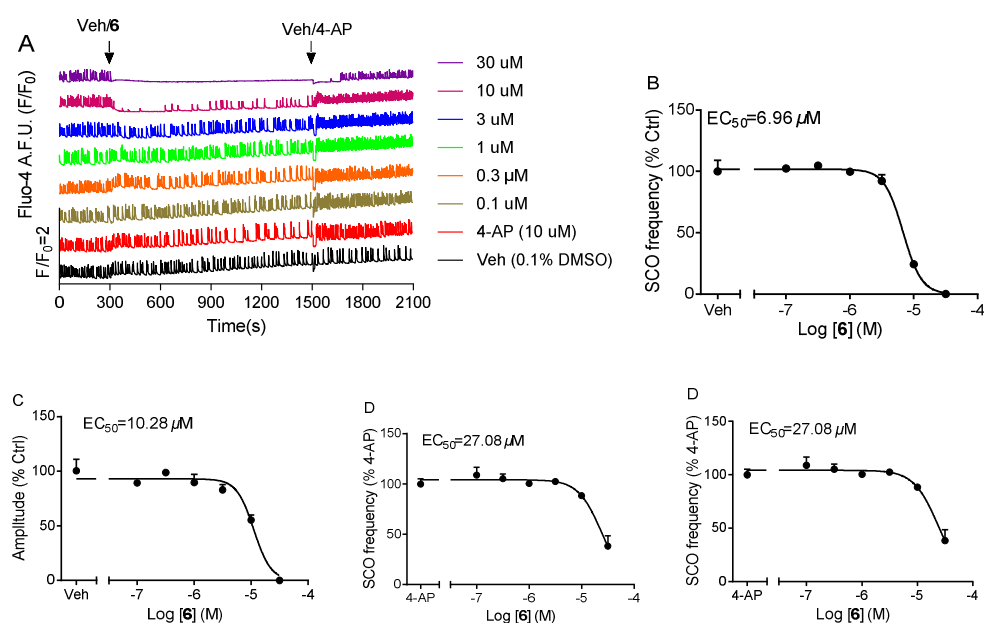 Veh/6
Veh/4-AP
A
Fluo-4 A.F.U. (F/F0)
F/F0=2
30 uM
10 uM
3 uM
1 uM
0.3 µM
0.1 uM
4-AP (10 uM)
Veh (0.1% DMSO)
0 300 600 900 1200 1500 1800 2100
Time(s)
B
EC50=6.96 µM
SCO frequency (% Ctrl)
150
100
50
0
Veh -7 -6 -5 -4
Log [6] (M)
C
EC50=10.28 µM
Amplitude (% Ctrl)
150
100
50
0
Veh -7 -6 -5 -4
Log [6] (M)
D
EC50=27.08 µM
SCO frequency (% 4-AP)
150
100
50
0
4-AP -7 -6 -5 -4
Log [6] (M)
D
EC50=27.08 µM
SCO frequency (% 4-AP)
150
100
50
0
4-AP -7 -6 -5 -4
Log [6] (M)